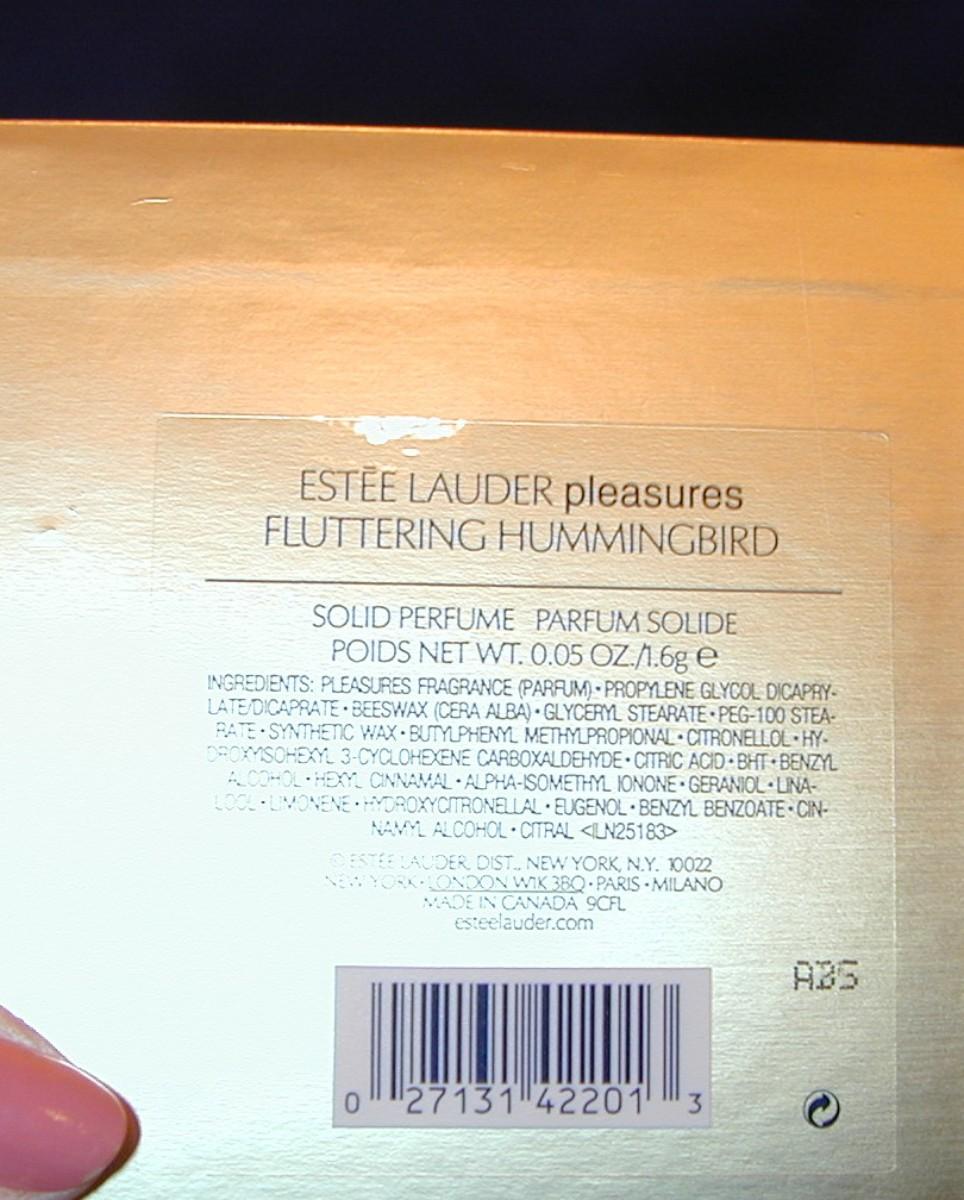 ESTĒE LAUDER pleasures
FLUTTERING HUMMINGBIRD
SOLID PERFUME PARFUM SOLIDE
POIDS NET WT. 0.05 OZ./1.6g e
INGREDIENTS: PLEASURES FRAGRANCE (PARFUM) • PROPYLENE GLYCOL DICAPRY-
LATE/DICAPRATE • BEESWAX (CERA ALBA) • GLYCERYL STEARATE • PEG-100 STEA-
RATE • SYNTHETIC WAX • BUTYLPHENYL METHYLPROPIONAL • CITRONELLOL • HY-
DROXYISOHEXYL 3-CYCLOHEXENE CARBOXALDEHYDE • CITRIC ACID • BHT • BENZYL
ALCOHOL • HEXYL CINNAMAL • ALPHA-ISOMETHYL IONONE • GERANIOL • LINA-
LOOL • LIMONENE • HYDROXYCITRONELLAL • EUGENOL • BENZYL BENZOATE • CIN-
NAMYL ALCOHOL • CITRAL <ILN25183>
© ESTĒE LAUDER, DIST., NEW YORK, N.Y. 10022
NEW YORK • LONDON W1K 3BQ • PARIS • MILANO
MADE IN CANADA 9CFL
esteelauder.com
0 27131 42201 3